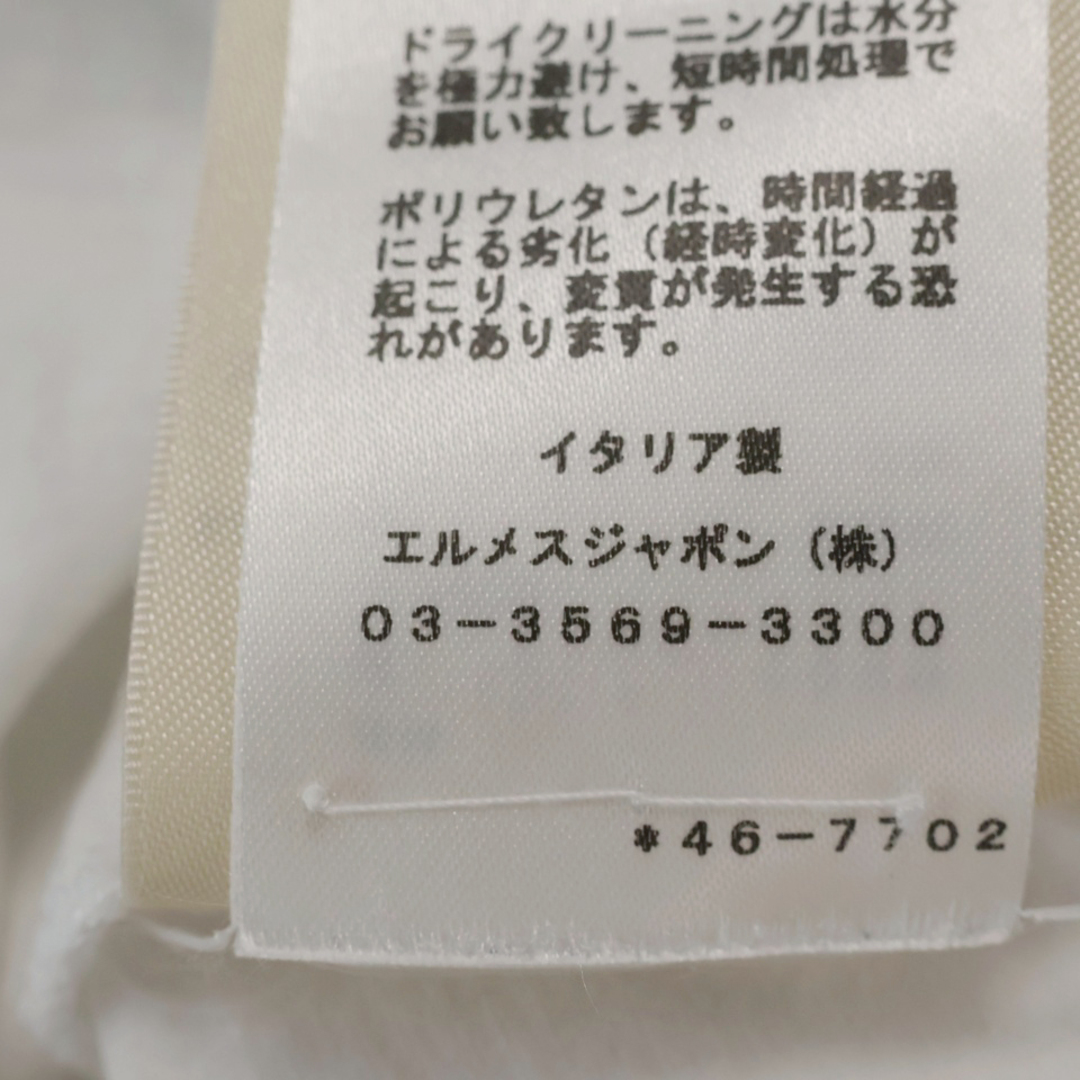 ドライクリーニングは水分
を極力避け、短時間処理で
お願い致します。
ポリウレタンは、時間経過
による劣化（経時変化）が
起こり、変質が発生する恐
れがあります。
イタリア製
エルメスジャポン（株）
03-3569-3300
*46-7702